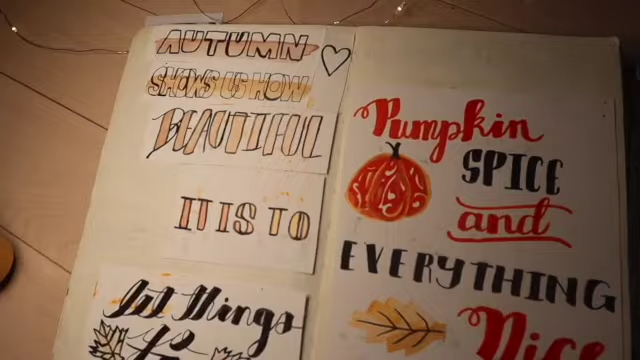 AUTUMN
SHOWS US HOW
BEAUTIFUL
IT IS TO
let things
Pumpkin
SPICE
and
EVERYTHING
Nice